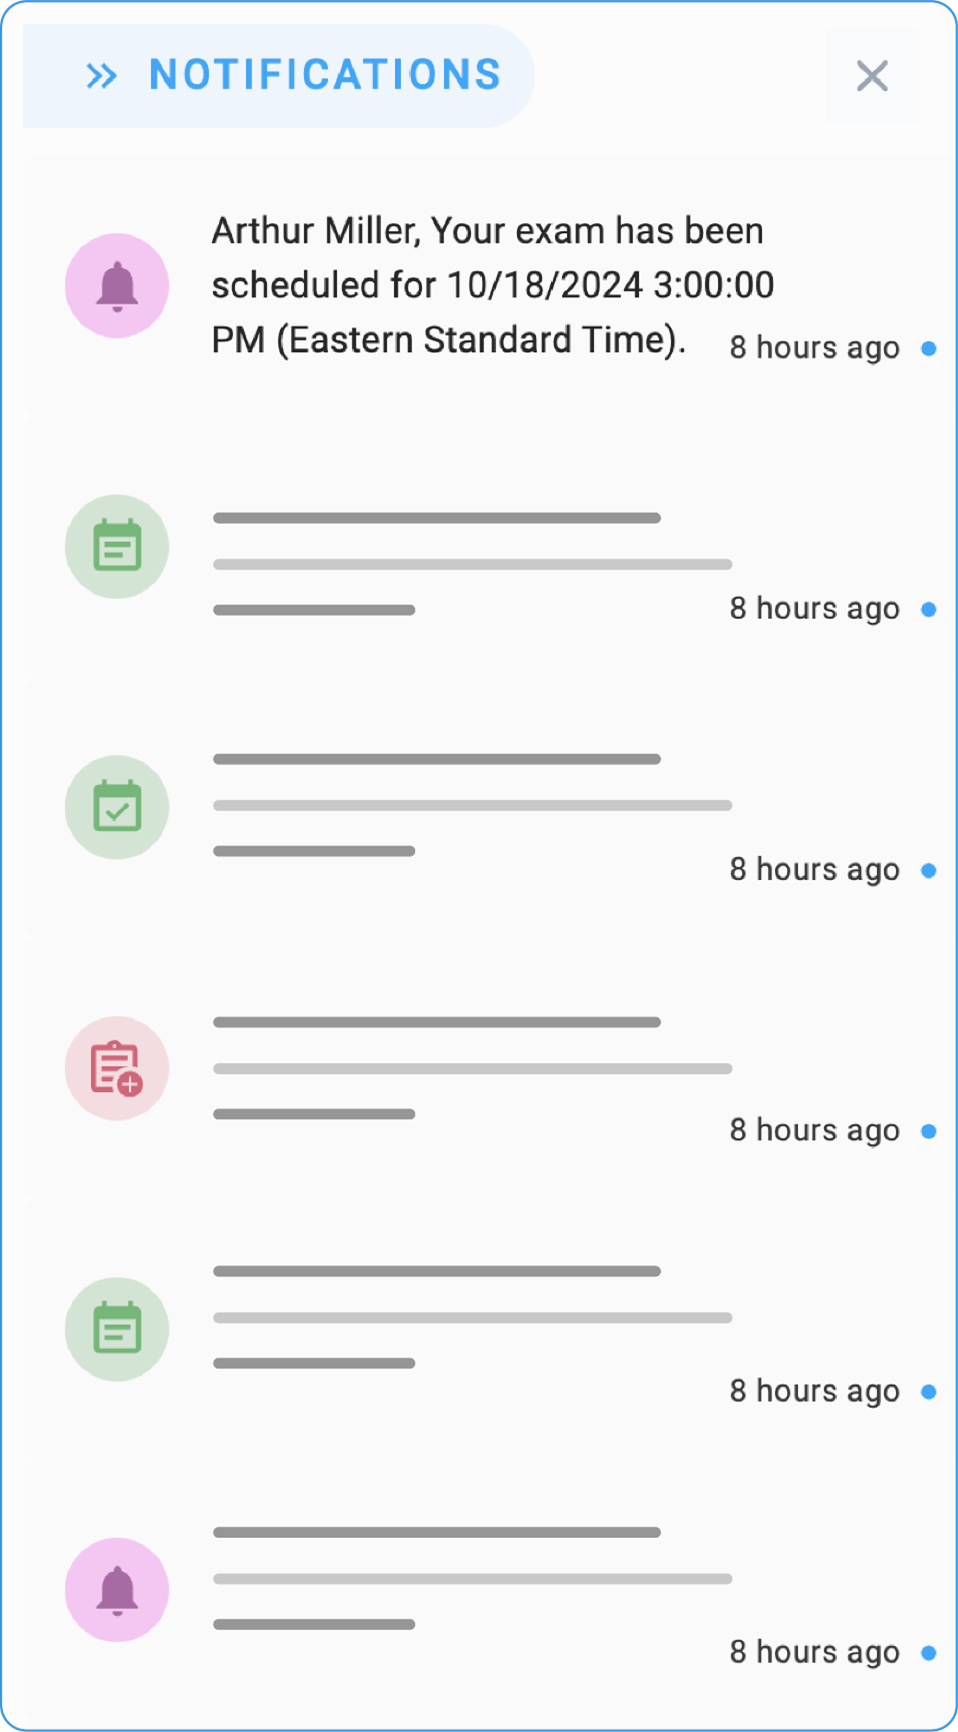 NOTIFICATIONS
Arthur Miller, Your exam has been
scheduled for 10/18/2024 3:00:00
PM (Eastern Standard Time).
8 hours ago
8 hours ago
8 hours ago
8 hours ago
8 hours ago
8 hours ago